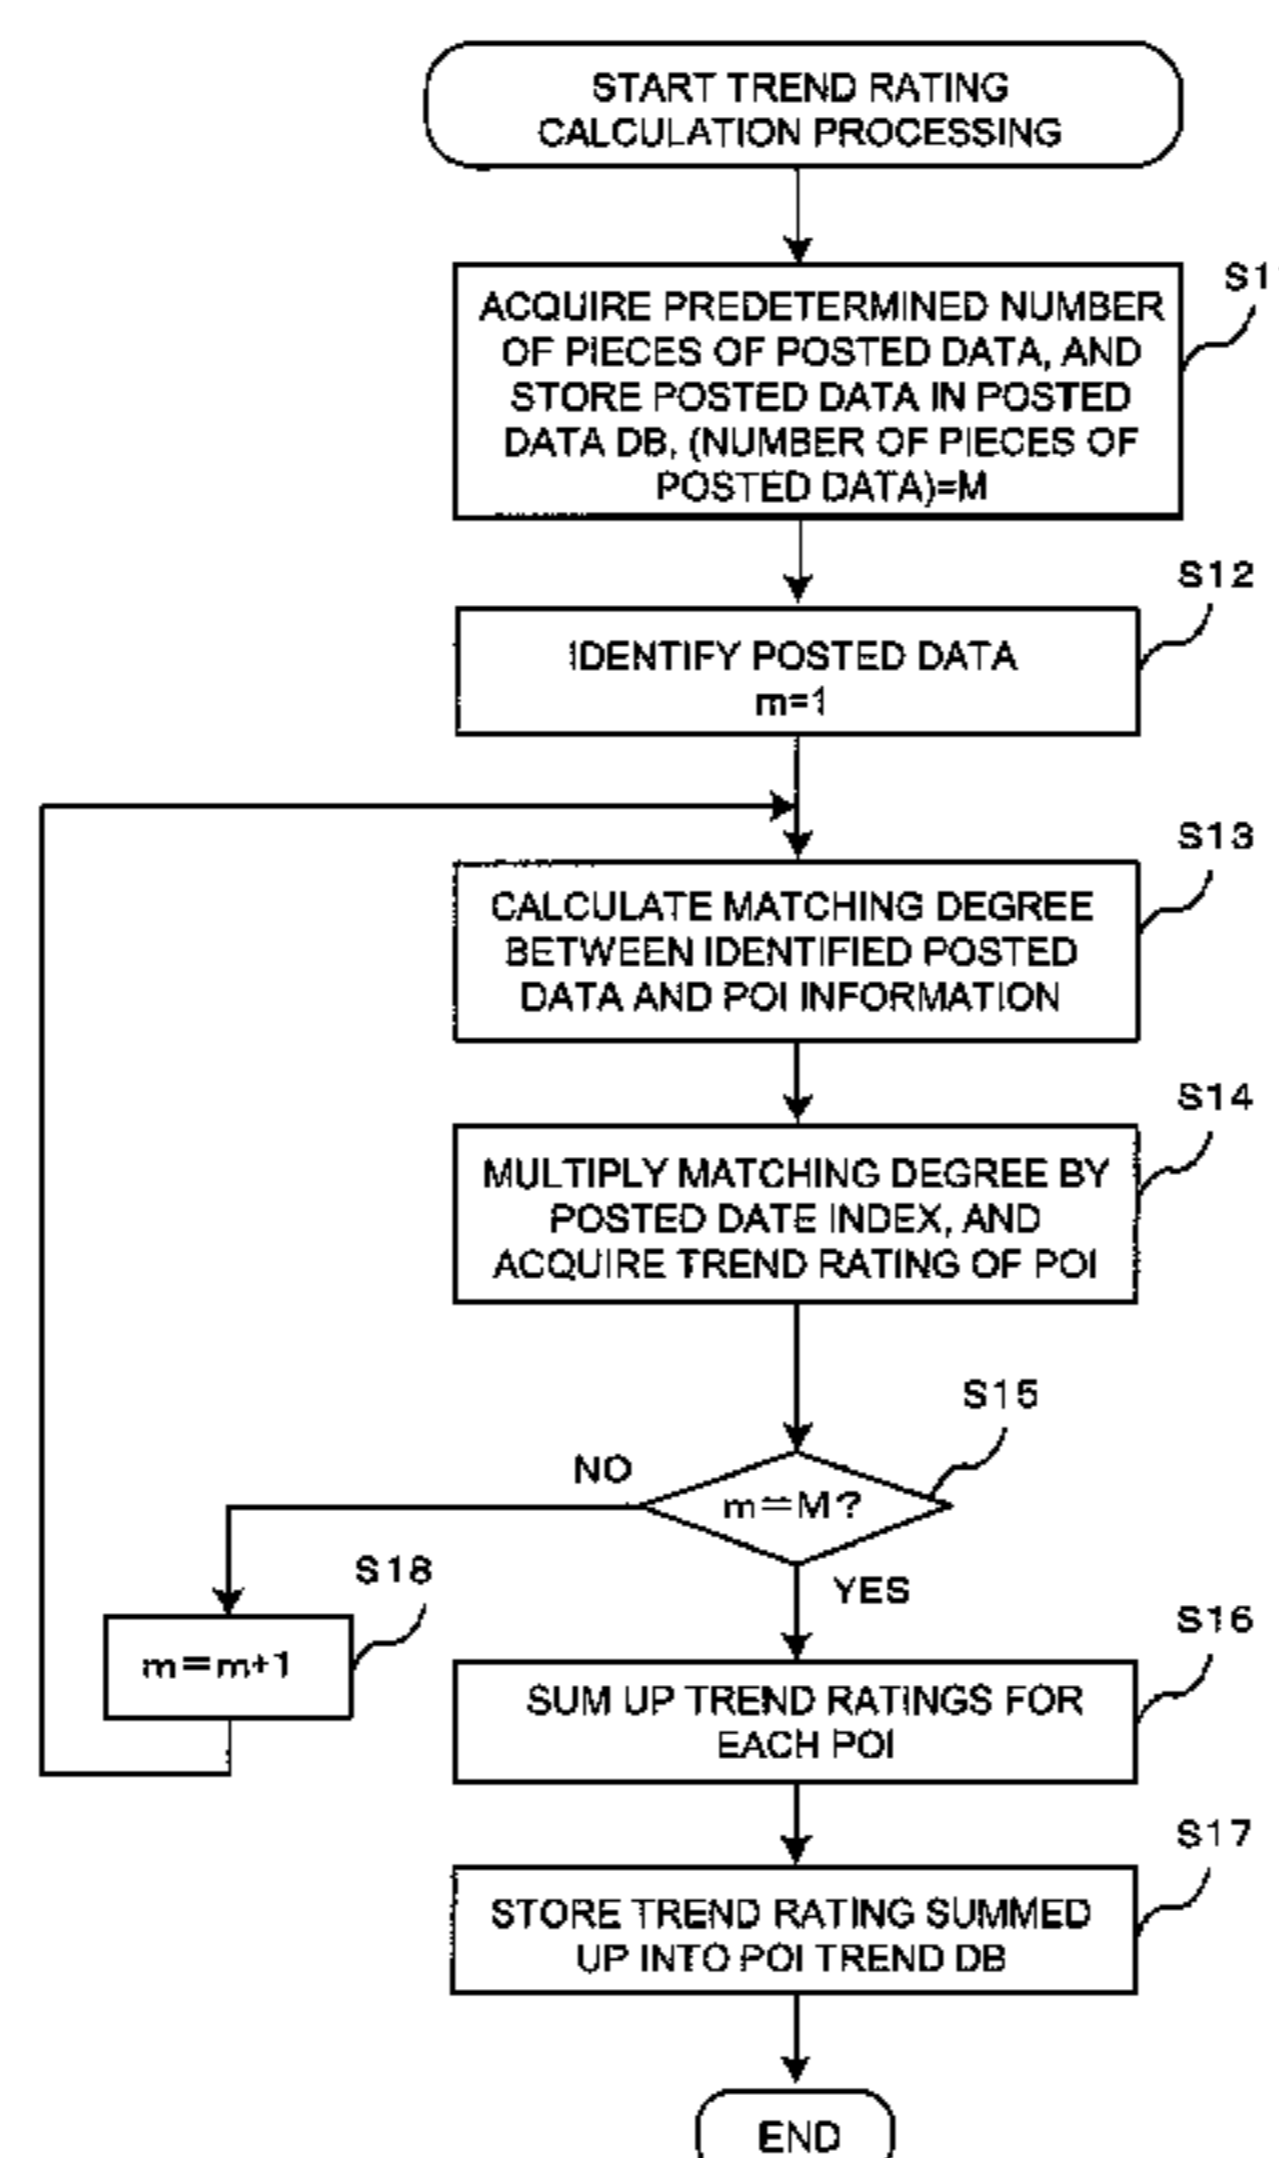 START TREND RATING
CALCULATION PROCESSING
ACQUIRE PREDETERMINED NUMBER
OF PIECES OF POSTED DATA, AND
STORE POSTED DATA IN POSTED
DATA DB, (NUMBER OF PIECES OF
POSTED DATA)=M
S12
IDENTIFY POSTED DATA
m=1
S13
CALCULATE MATCHING DEGREE
BETWEEN IDENTIFIED POSTED
DATA AND POI INFORMATION
S14
MULTIPLY MATCHING DEGREE BY
POSTED DATE INDEX, AND
ACQUIRE TREND RATING OF POI
S15
NO
m=M?
YES
S18
m=m+1
S16
SUM UP TREND RATINGS FOR
EACH POI
S17
STORE TREND RATING SUMMED
UP INTO POI TREND DB
END